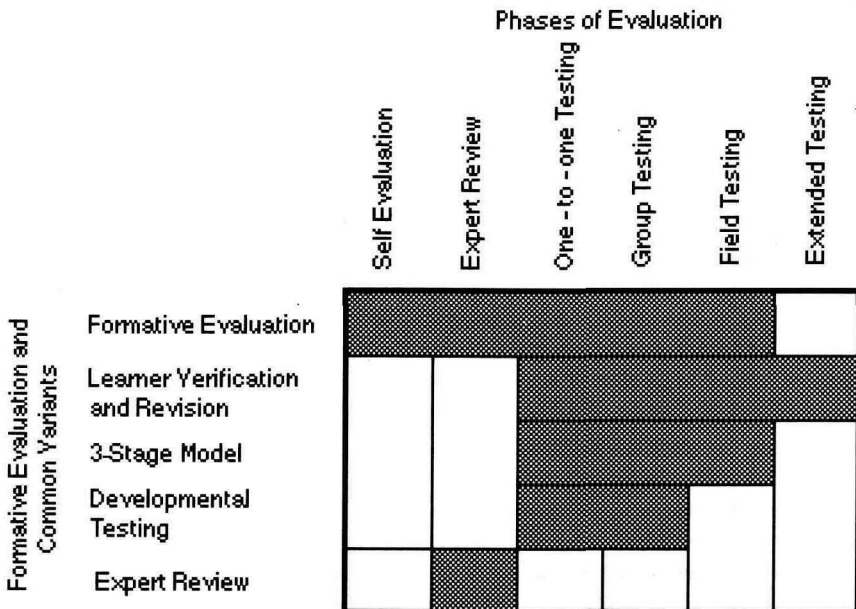 Phases of Evaluation
Self Evaluation
Expert Review
One - to - one Testing
Group Testing
Field Testing
Extended Testing
Formative Evaluation and
Common Variants
Formative Evaluation
Learner Verification
and Revision
3-Stage Model
Developmental
Testing
Expert Review